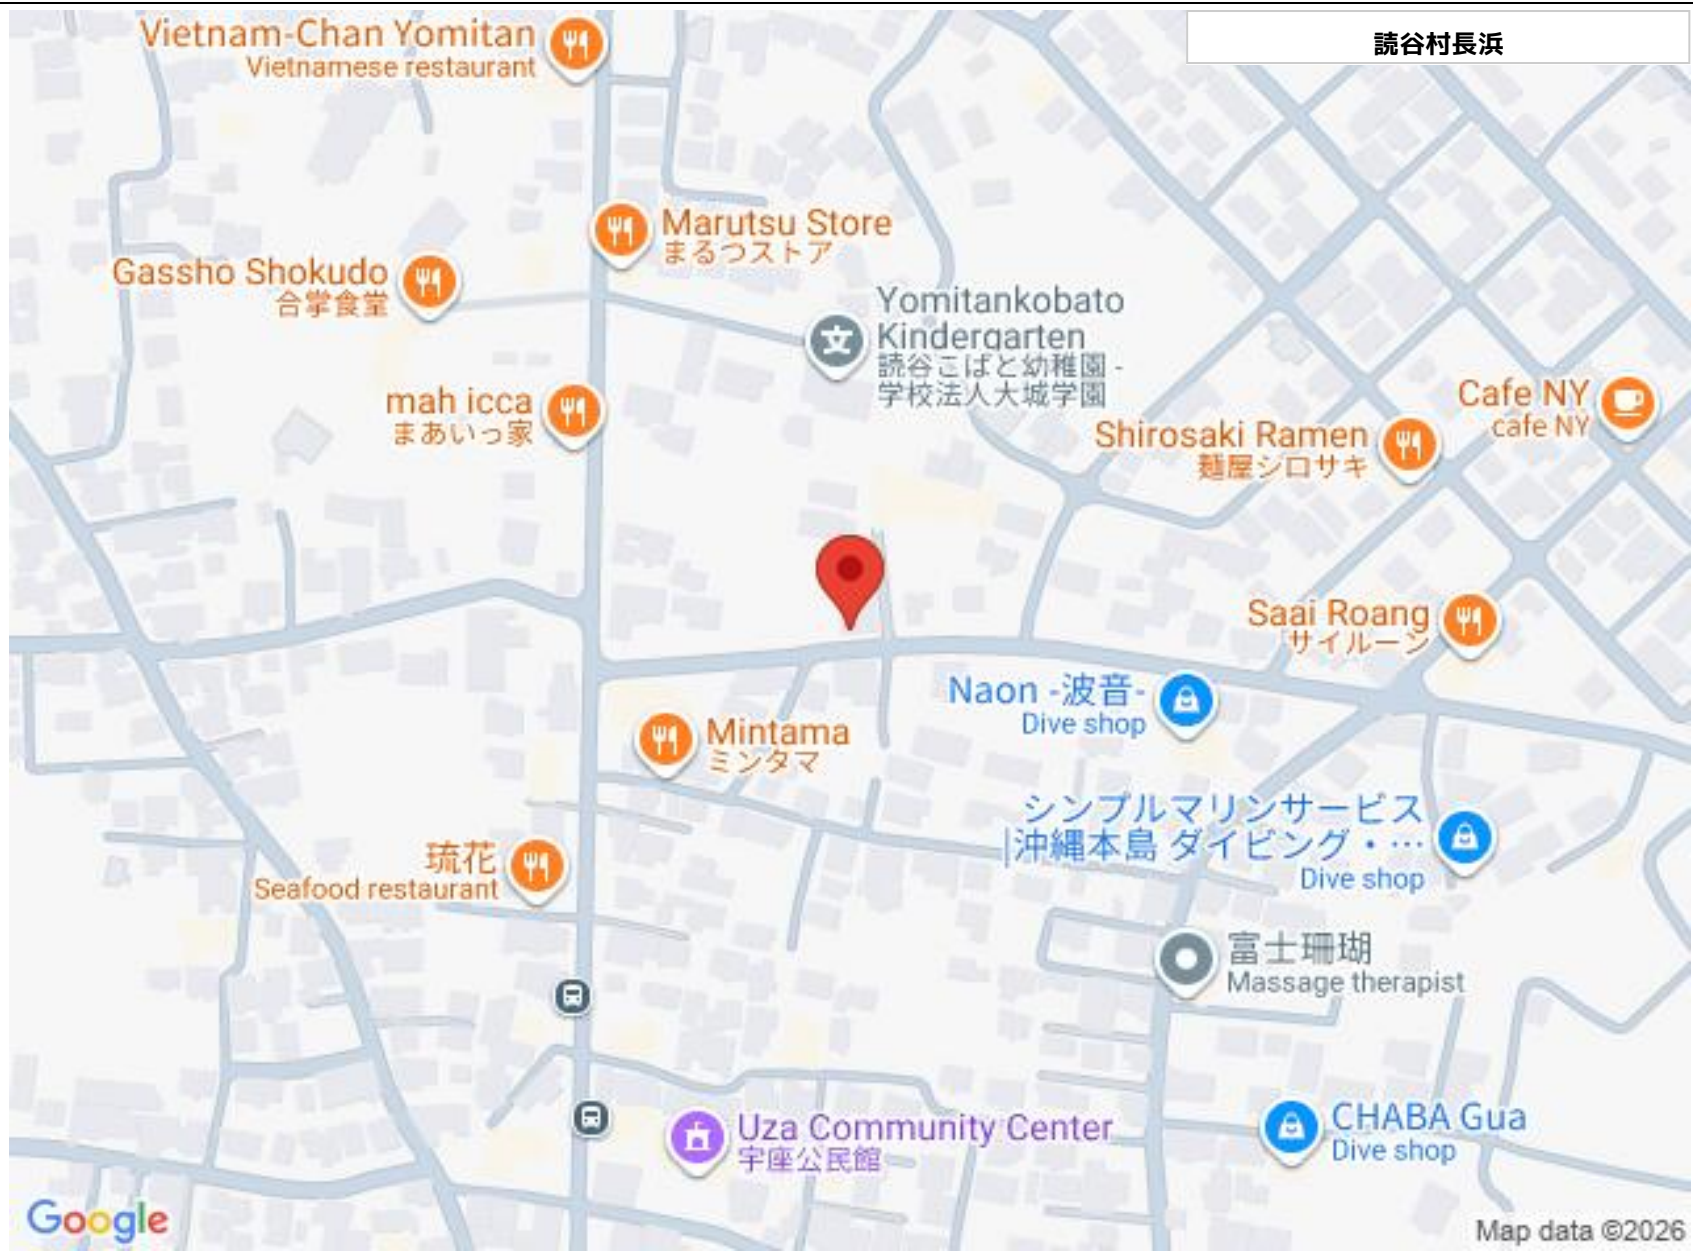 Vietnam-Chan Yomitan
Vietnamese restaurant
読谷村長浜
Marutsu Store
まるつストア
Gassho Shokudo
合掌食堂
Yomitankobato
Kindergarten
読谷こばと幼稚園 -
学校法人大城学園
mah icca
まあいっ家
Cafe NY
cafe NY
Shirosaki Ramen
麺屋シロサキ
Saai Roang
サイルーン
Naon -波音-
Dive shop
Mintama
ミンタマ
シンプルマリンサービス
|沖縄本島 ダイビング・…
Dive shop
琉花
Seafood restaurant
富士珊瑚
Massage therapist
Uza Community Center
宇座公民館
CHABA Gua
Dive shop
Google
Map data ©2026